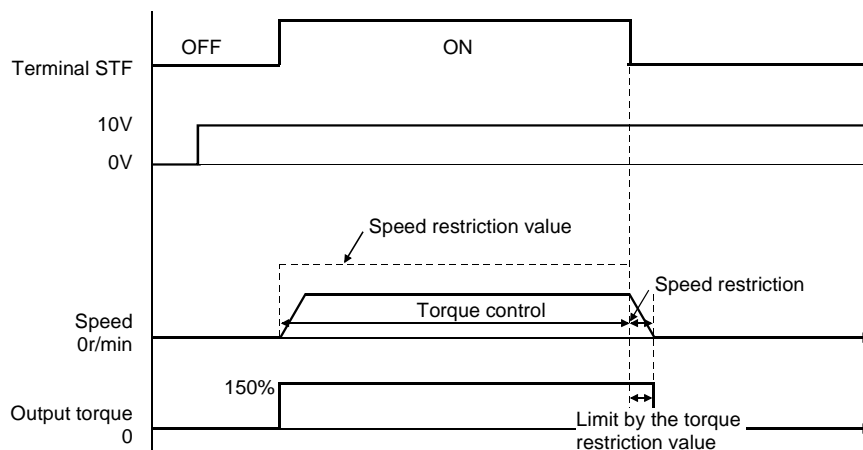 OFF
ON
Terminal STF
10V
0V
Speed restriction value
Speed restriction
Torque control
Speed
0r/min
150%
Output torque
0
Limit by the torque
restriction value